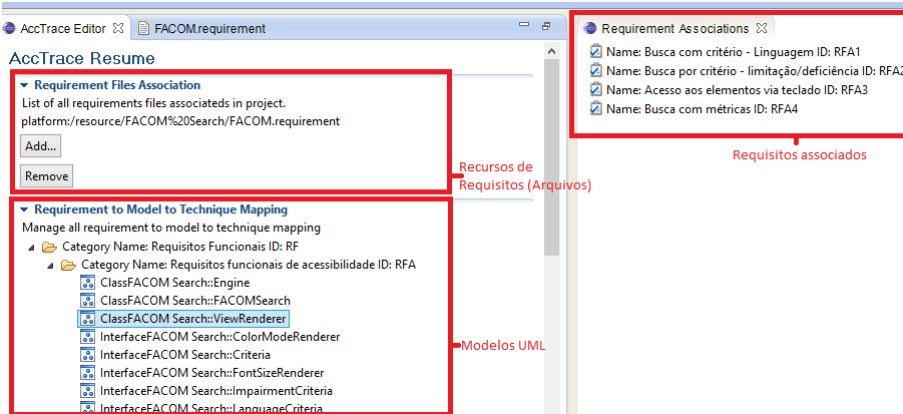 AccTrace Editor
FACOM.requirement
AccTrace Resume
Requirement Files Association
List of all requirements files associateds in project.
platform:/resource/FACOM%20Search/FACOM.requirement
Add...
Remove
Recursos de
Requisitos (Arquivos)
Requirement to Model to Technique Mapping
Manage all requirement to model to technique mapping
Category Name: Requisitos Funcionais ID: RF
Category Name: Requisitos funcionais de acessibilidade ID: RFA
ClassFACOM Search::Engine
ClassFACOM Search::FACOMSearch
ClassFACOM Search::ViewRenderer
InterfaceFACOM Search::ColorModeRenderer
InterfaceFACOM Search::Criteria
InterfaceFACOM Search::FontSizeRenderer
InterfaceFACOM Search::ImpairmentCriteria
InterfaceFACOM Search::LanguageCriteria
Modelos UML
Requirement Associations
Name: Busca com critério - Linguagem ID: RFA1
Name: Busca por critério - limitação/deficiência ID: RFA2
Name: Acesso aos elementos via teclado ID: RFA3
Name: Busca com métricas ID: RFA4
Requisitos associados